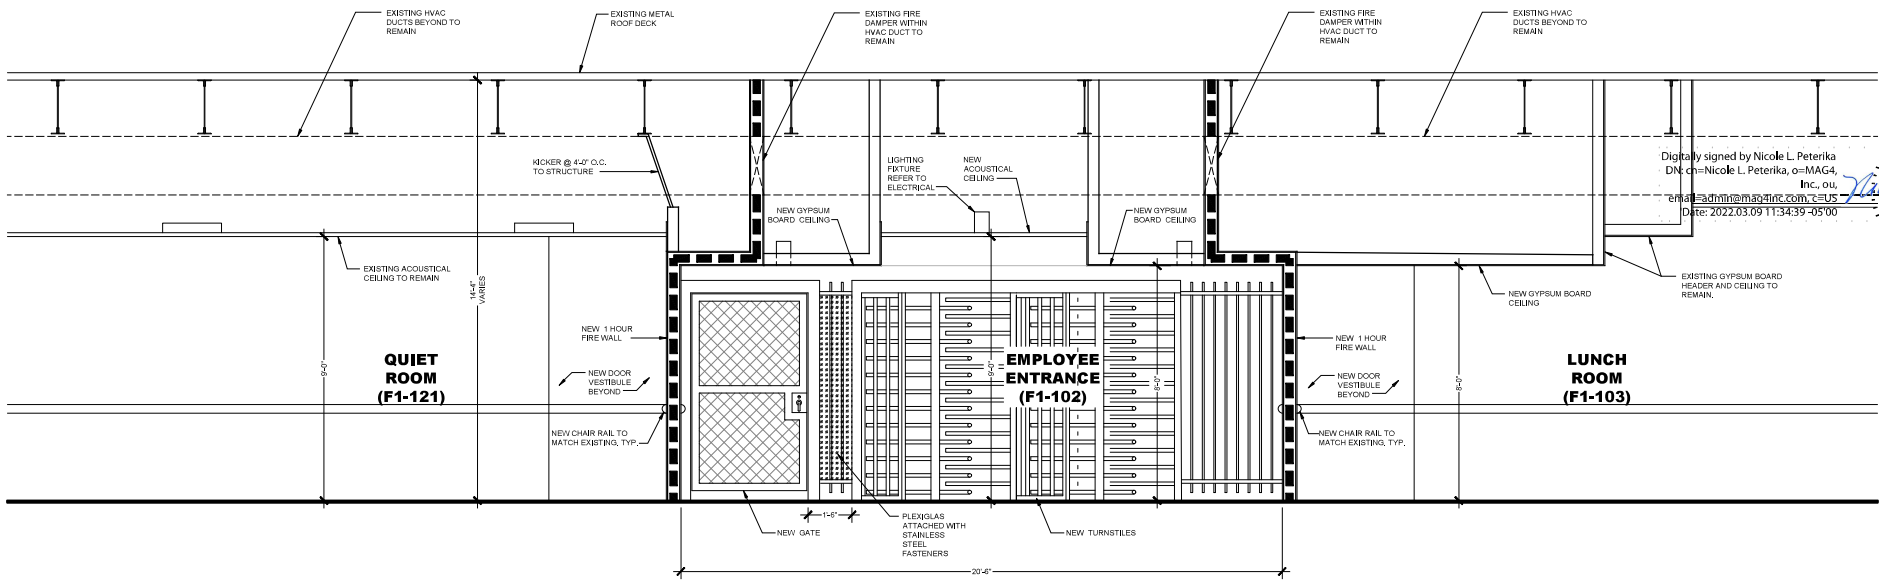 EXISTING HVAC
DUCTS BEYOND TO
REMAIN
EXISTING METAL
ROOF DECK
EXISTING FIRE
DAMPER WITHIN
HVAC DUCT TO
REMAIN
EXISTING FIRE
DAMPER WITHIN
HVAC DUCT TO
REMAIN
EXISTING HVAC
DUCTS BEYOND TO
REMAIN
KICKER @ 4'-0" O.C.
TO STRUCTURE
LIGHTING
FIXTURE
REFER TO
ELECTRICAL
NEW
ACOUSTICAL
CEILING
Digitally signed by Nicole L. Peterika
DN: cn=Nicole L. Peterika, o=MAG4,
Inc., ou,
email=admin@mag4inc.com, c=US
Date: 2022.03.09 11:34:39 -05'00
NEW GYPSUM
BOARD CEILING
NEW GYPSUM
BOARD CEILING
EXISTING ACOUSTICAL
CEILING TO REMAIN
14'-4"
VARIES
EXISTING GYPSUM BOARD
HEADER AND CEILING TO
REMAIN.
NEW GYPSUM BOARD
CEILING
NEW 1 HOUR
FIRE WALL
NEW 1 HOUR
FIRE WALL
QUIET
ROOM
(F1-121)
9'-0"
NEW DOOR
VESTIBULE
BEYOND
EMPLOYEE
ENTRANCE
(F1-102)
9'-0"
8'-0"
NEW DOOR
VESTIBULE
BEYOND
8'-0"
LUNCH
ROOM
(F1-103)
NEW CHAIR RAIL TO
MATCH EXISTING, TYP.
NEW CHAIR RAIL TO
MATCH EXISTING, TYP.
1'-6"
NEW GATE
PLEXIGLAS
ATTACHED WITH
STAINLESS
STEEL
FASTENERS
NEW TURNSTILES
20'-6"